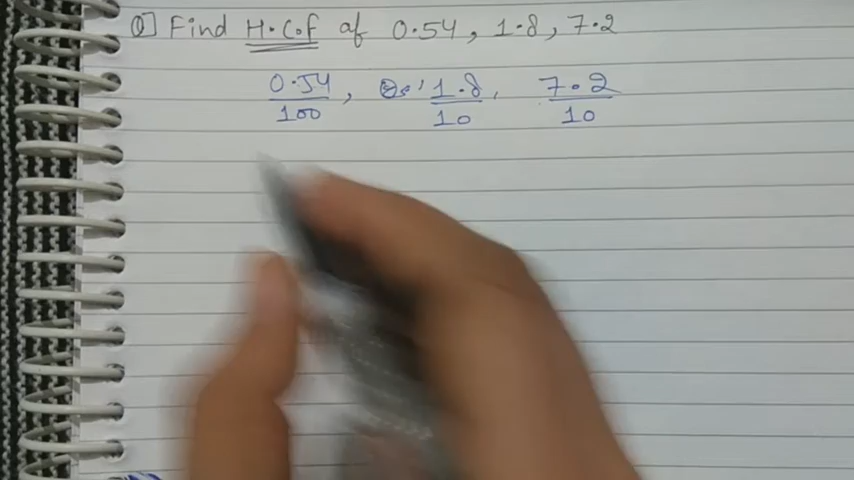 Q] Find H.C.f of 0.54, 1.8, 7.2
0.54/100, 1.8/10, 7.2/10